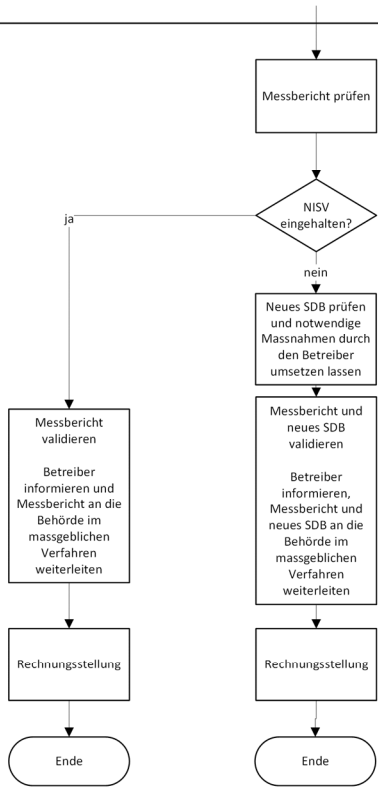 Messbericht prüfen
NISV
eingehalten?
ja
nein
Neues SDB prüfen
und notwendige
Massnahmen durch
den Betreiber
umsetzen lassen
Messbericht
validieren
Betreiber
informieren und
Messbericht an die
Behörde im
massgeblichen
Verfahren
weiterleiten
Messbericht und
neues SDB
validieren
Betreiber
informieren,
Messbericht und
neues SDB an die
Behörde im
massgeblichen
Verfahren
weiterleiten
Rechnungsstellung
Rechnungsstellung
Ende
Ende